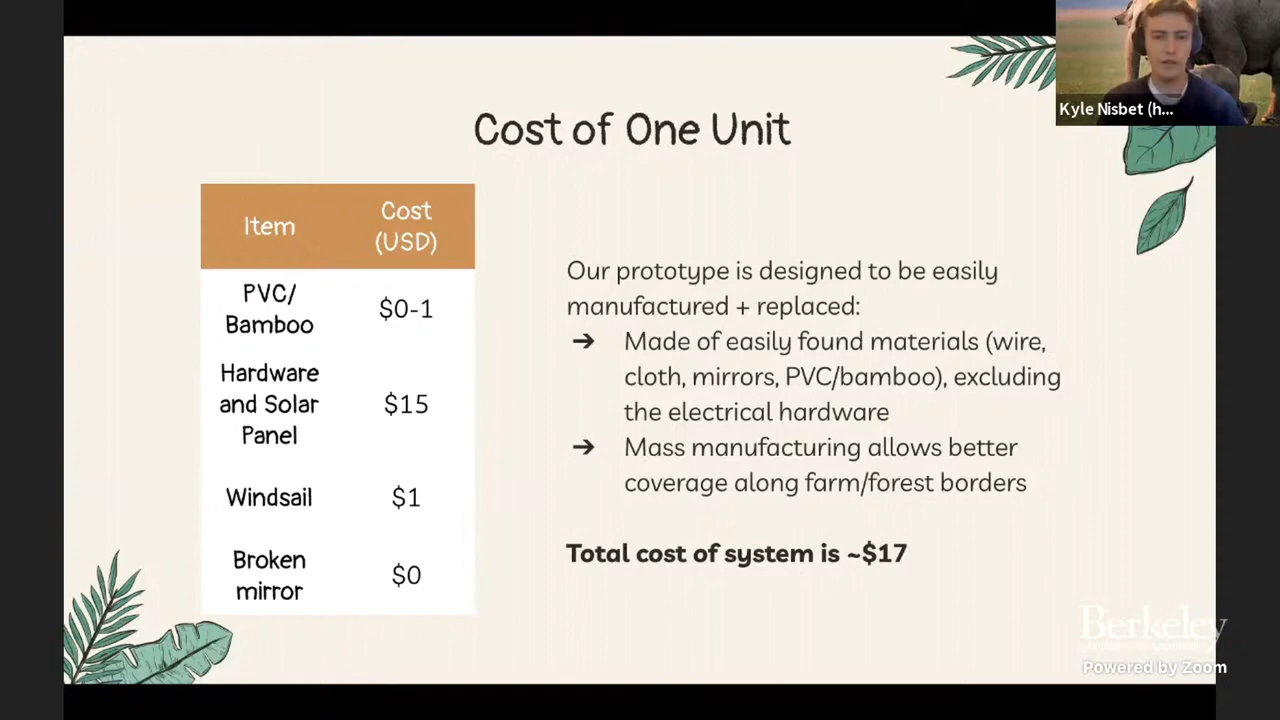 Kyle Nisbet (h...
Cost of One Unit
Item
Cost
(USD)
PVC/
Bamboo
$0-1
Hardware
and Solar
Panel
$15
Windsail
$1
Broken
mirror
$0
Our prototype is designed to be easily
manufactured + replaced:
➔ Made of easily found materials (wire,
cloth, mirrors, PVC/bamboo), excluding
the electrical hardware
➔ Mass manufacturing allows better
coverage along farm/forest borders
Total cost of system is ~$17
Berkeley
Powered by Zoom